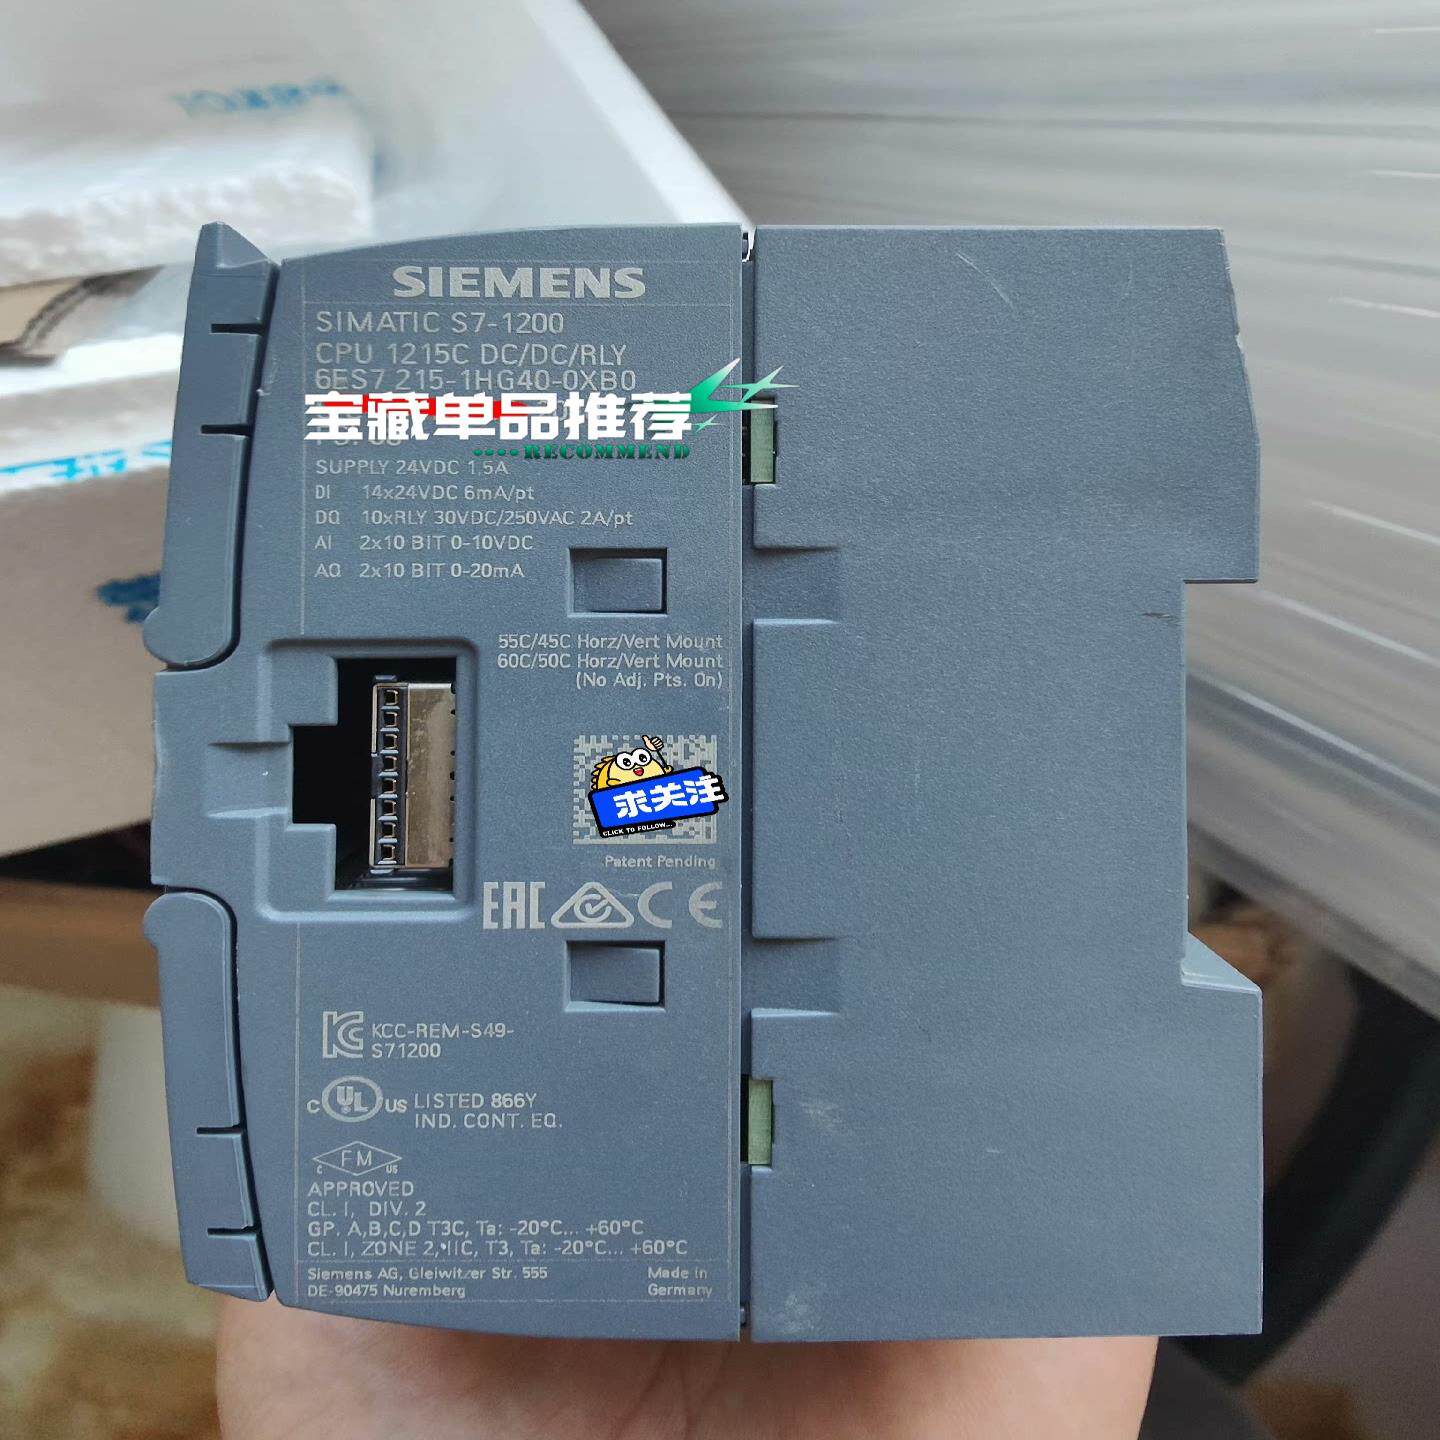 SIEMENS
SIMATIC S7-1200
CPU 1215C DC/DC/RLY
6ES7 215-1HG40-0XB0
宝藏单品推荐
RECOMMEND
SUPPLY 24VDC 1,5A
DI 14x24VDC 6mA/pt
DQ 10xRLY 30VDC/250VAC 2A/pt
AI 2x10 BIT 0-10VDC
AQ 2x10 BIT 0-20mA
55C/45C Horz/Vert Mount
60C/50C Horz/Vert Mount
(No Adj. Pts. On)
求关注
CLICK TO FOLLOW...
Patent Pending
EAC CE
KCC-REM-S49-
S71200
C UL US LISTED 866Y
IND. CONT. EQ.
C FM US
APPROVED
CL. I, DIV. 2
GP. A,B,C,D T3C, Ta: -20°C... +60°C
CL. I, ZONE 2, IIC, T3, Ta: -20°C... +60°C
Siemens AG, Gleiwitzer Str. 555
DE-90475 Nuremberg
Made in
Germany